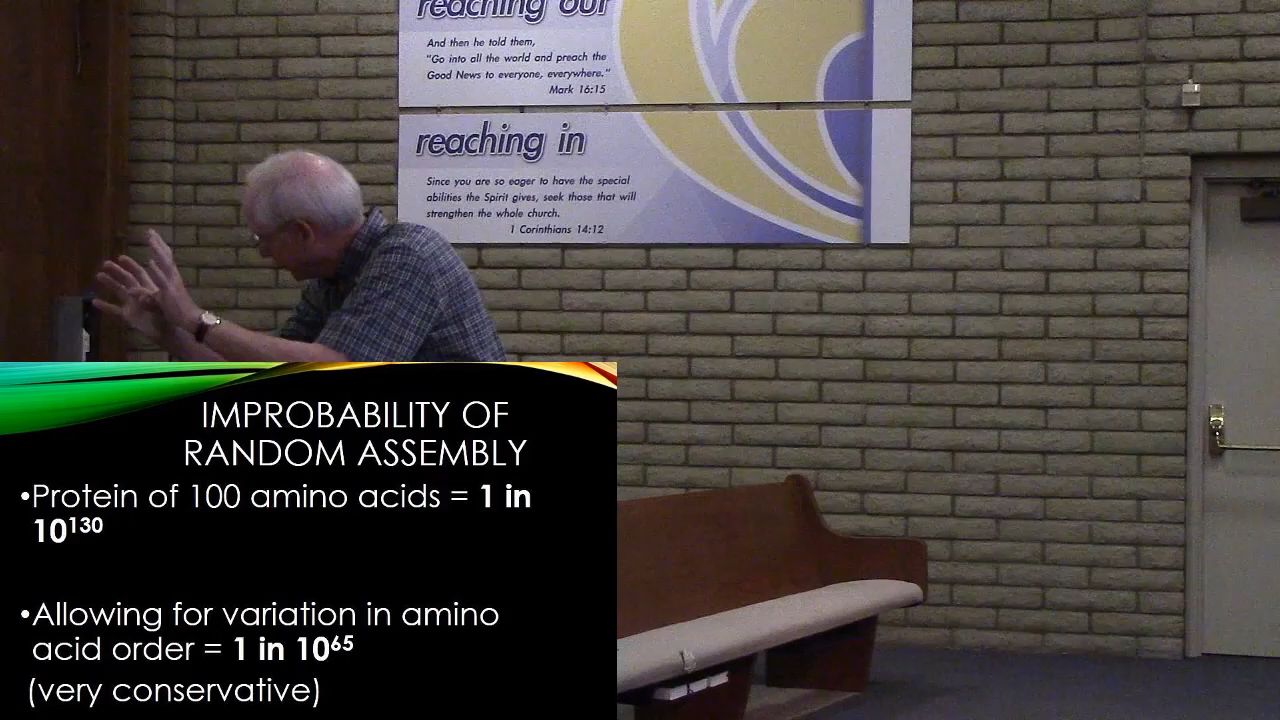 reaching out
And then he told them,
"Go into all the world and preach the
Good News to everyone, everywhere."
Mark 16:15
reaching in
Since you are so eager to have the special
abilities the Spirit gives, seek those that will
strengthen the whole church.
1 Corinthians 14:12
IMPROBABILITY OF
RANDOM ASSEMBLY
•Protein of 100 amino acids = 1 in
10¹³⁰
•Allowing for variation in amino
acid order = 1 in 10⁶⁵
(very conservative)